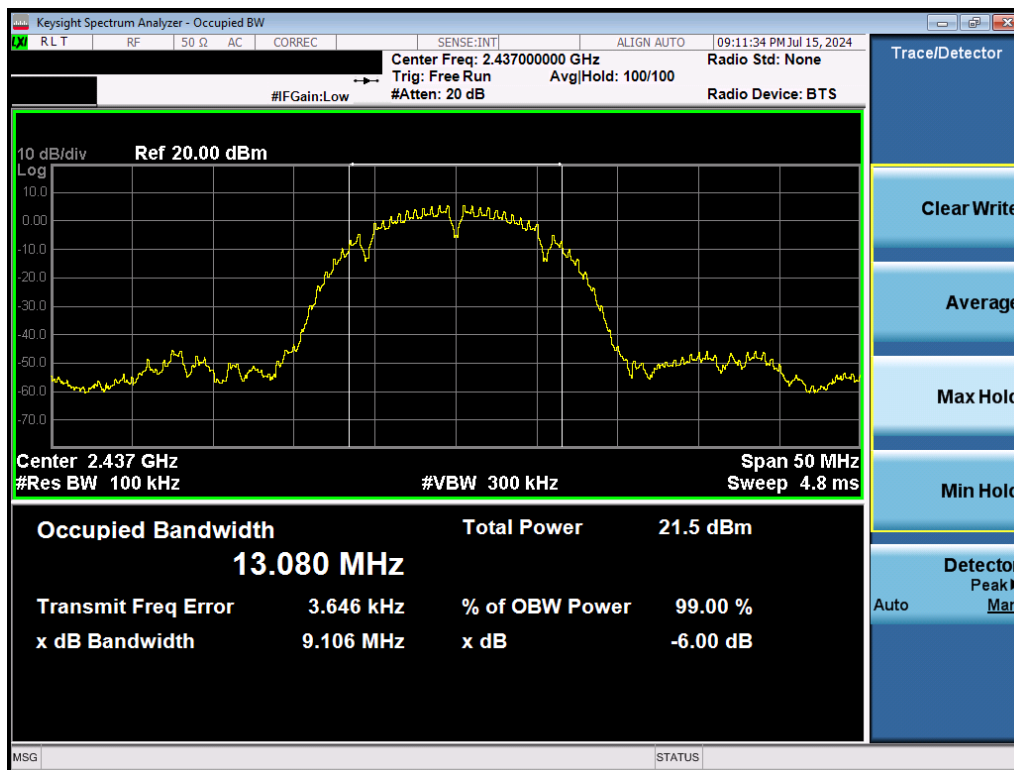 Keysight Spectrum Analyzer - Occupied BW
LXI RLT RF 50 Ω AC CORREC SENSE:INT ALIGN AUTO 09:11:34 PM Jul 15, 2024
Center Freq: 2.437000000 GHz Radio Std: None
Trig: Free Run Avg|Hold: 100/100
#IFGain:Low #Atten: 20 dB Radio Device: BTS
Trace/Detector
10 dB/div Ref 20.00 dBm
Log
10.0
0.00
-10.0
-20.0
-30.0
-40.0
-50.0
-60.0
-70.0
Center 2.437 GHz Span 50 MHz
#Res BW 100 kHz #VBW 300 kHz Sweep 4.8 ms
Occupied Bandwidth Total Power 21.5 dBm
13.080 MHz
Transmit Freq Error 3.646 kHz % of OBW Power 99.00 %
x dB Bandwidth 9.106 MHz x dB -6.00 dB
Clear Write
Average
Max Hold
Min Hold
Detector
Peak
Auto Man
MSG STATUS